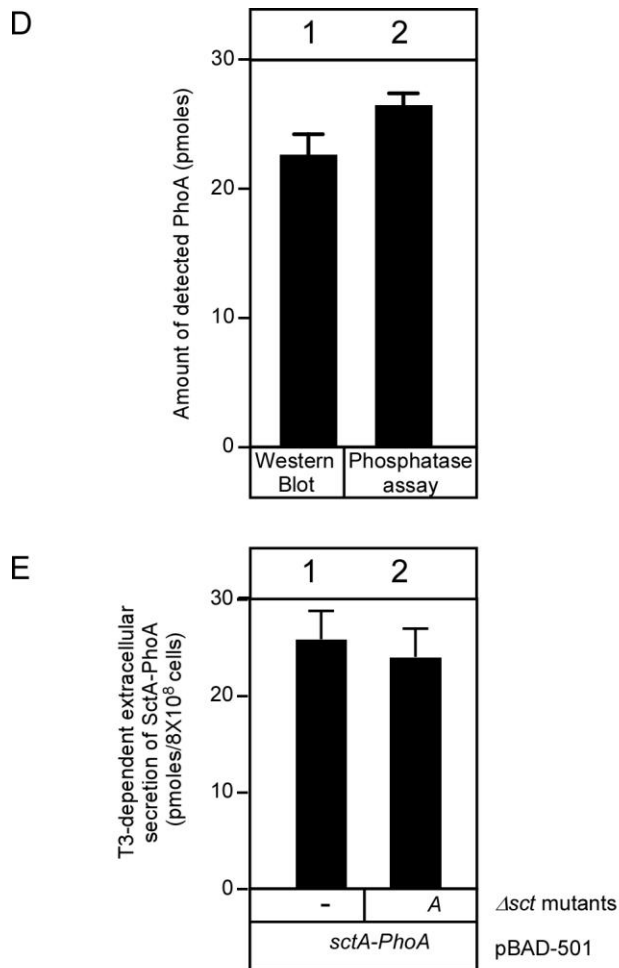 D
1 2
30
20
10
0
Amount of detected PhoA (pmoles)
Western Phosphatase
Blot assay
E
1 2
30
20
10
0
T3-dependent extracellular
secretion of SctA-PhoA
(pmoles/8X10⁸ cells)
- A Δsct mutants
sctA-PhoA pBAD-501